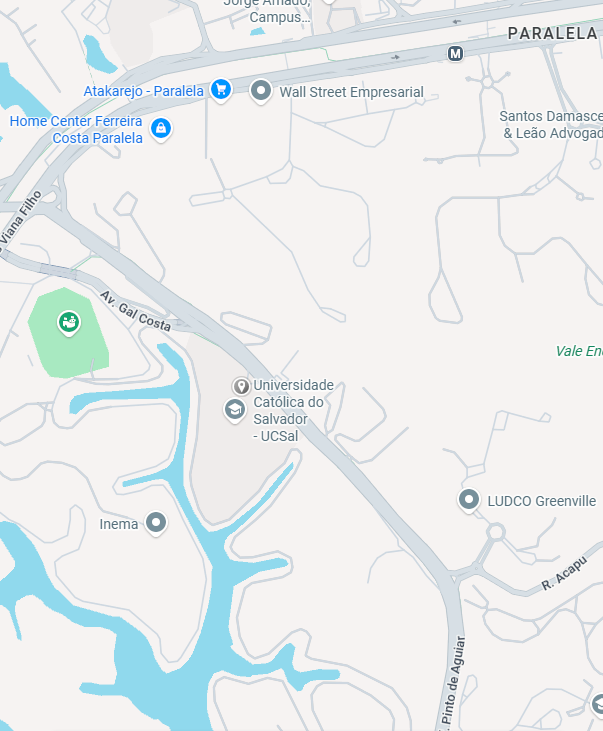 Jorge Amado,
Campus...
PARALELA
M
Atakarejo - Paralela
Wall Street Empresarial
Home Center Ferreira
Costa Paralela
Santos Damasce
& Leão Advogad
Viana Filho
Av. Gal Costa
Vale En
Universidade
Católica do
Salvador
- UCSal
LUDCO Greenville
Inema
R. Acapu
. Pinto de Aguiar